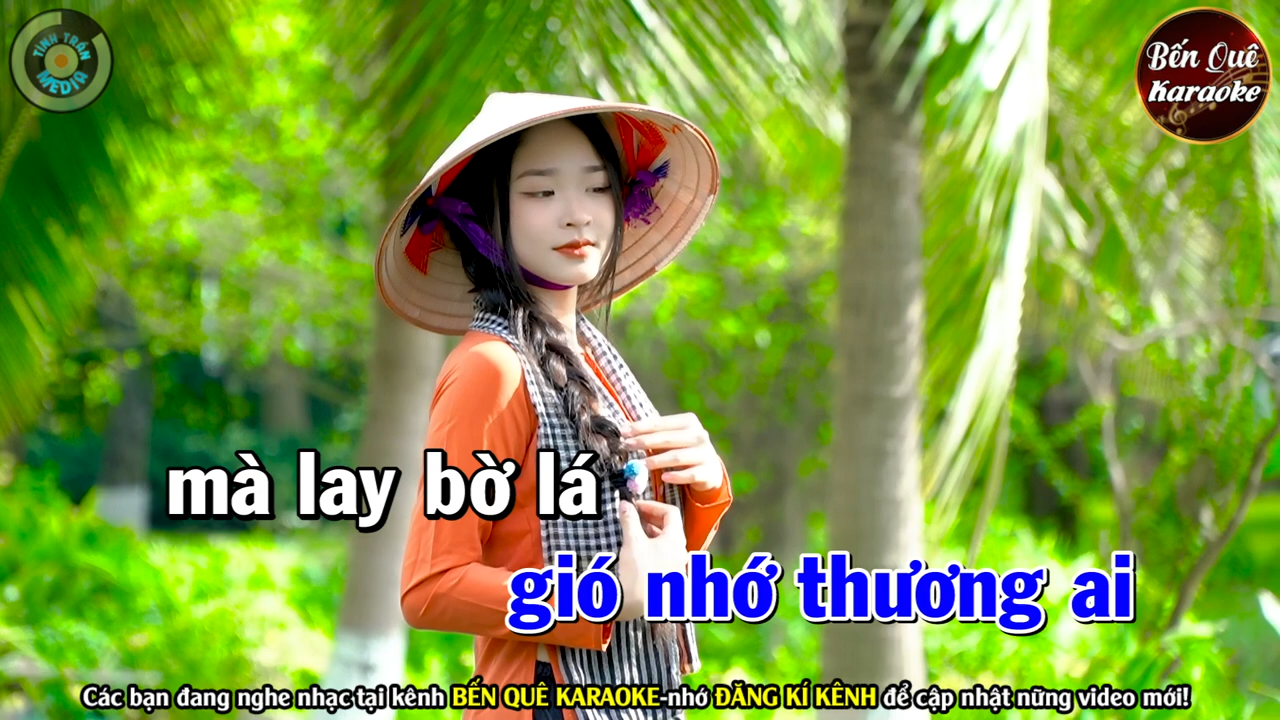 TÌNH TRẦN
MEDIA
Bến Quê
Karaoke
mà lay bờ lá
gió nhớ thương ai
Các bạn đang nghe nhạc tại kênh BẾN QUÊ KARAOKE-nhớ ĐĂNG KÍ KÊNH để cập nhật nững video mới!